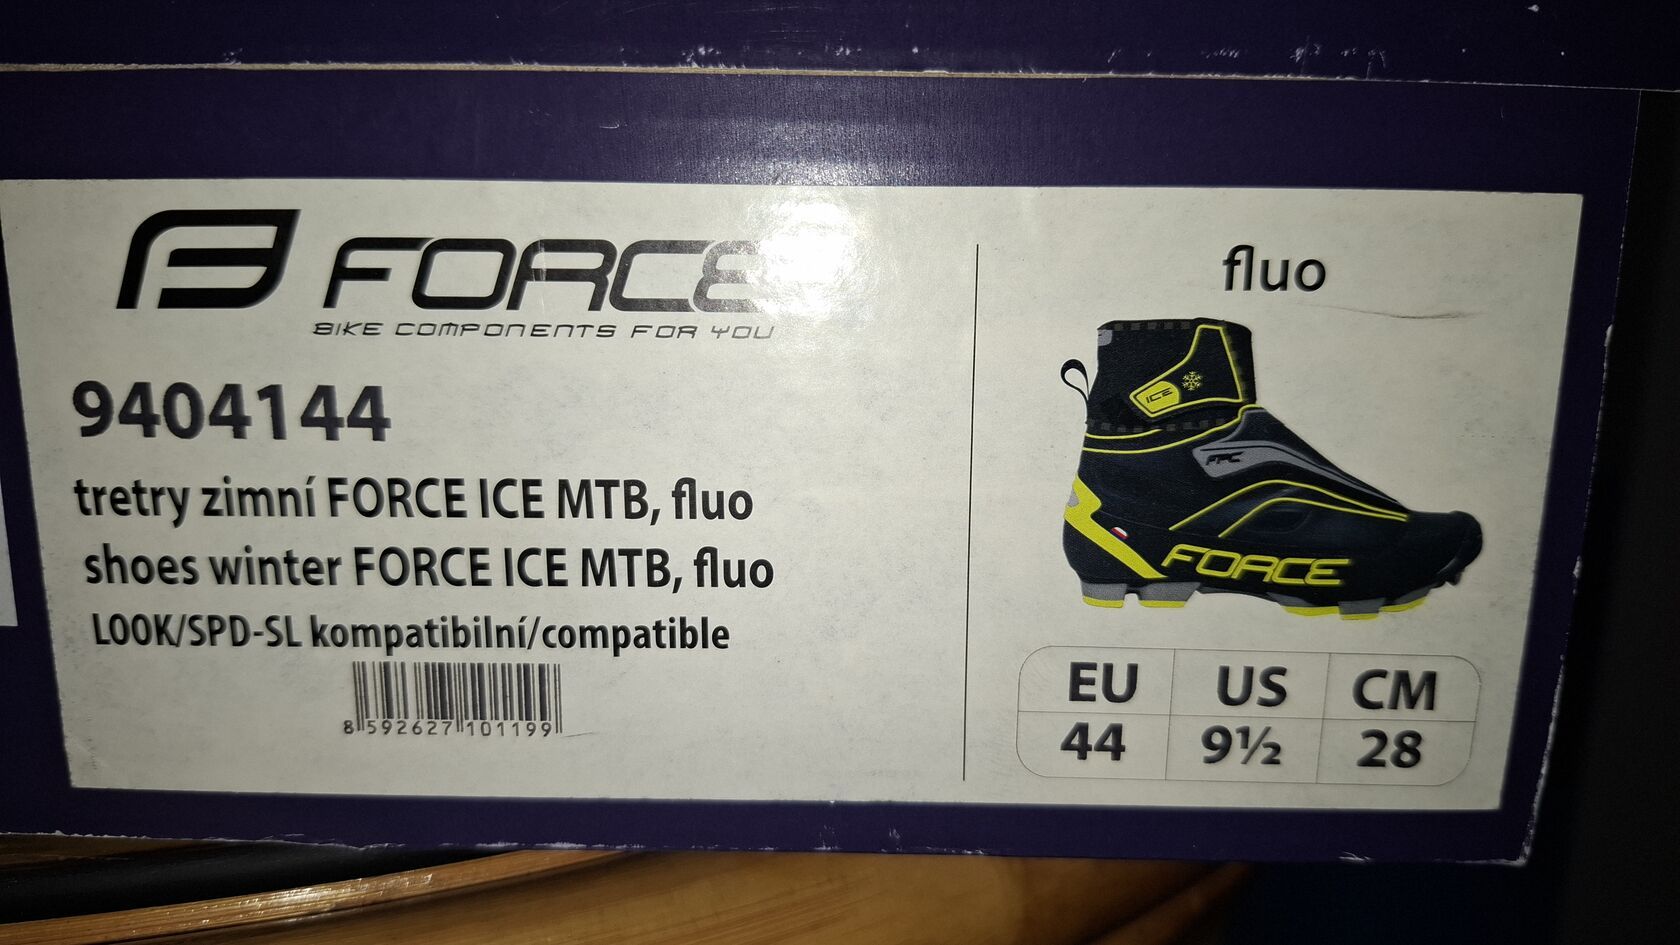 FORCE
BIKE COMPONENTS FOR YOU
9404144
tretry zimní FORCE ICE MTB, fluo
shoes winter FORCE ICE MTB, fluo
LOOK/SPD-SL kompatibilní/compatible
8 592627 101199
fluo
ICE
FPC
FORCE
EU US CM
44 9½ 28